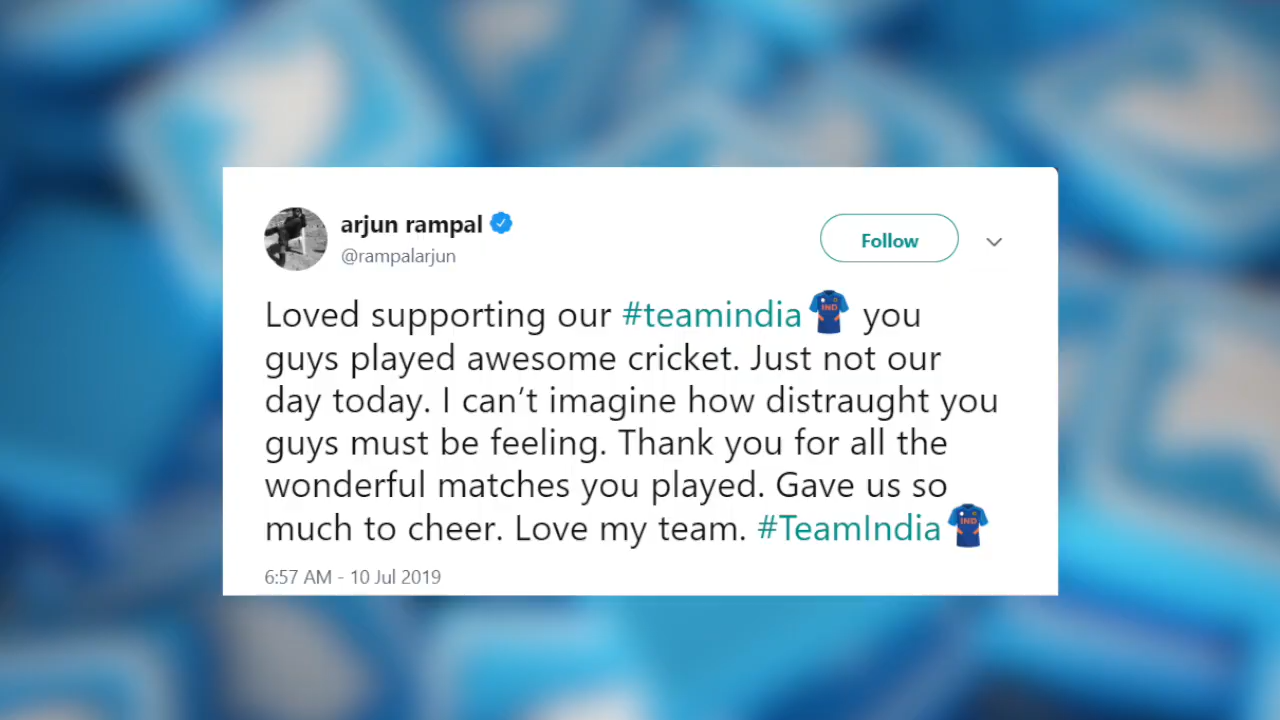 arjun rampal
@rampalarjun
Follow
Loved supporting our #teamindia IND you
guys played awesome cricket. Just not our
day today. I can’t imagine how distraught you
guys must be feeling. Thank you for all the
wonderful matches you played. Gave us so
much to cheer. Love my team. #TeamIndia IND
6:57 AM - 10 Jul 2019